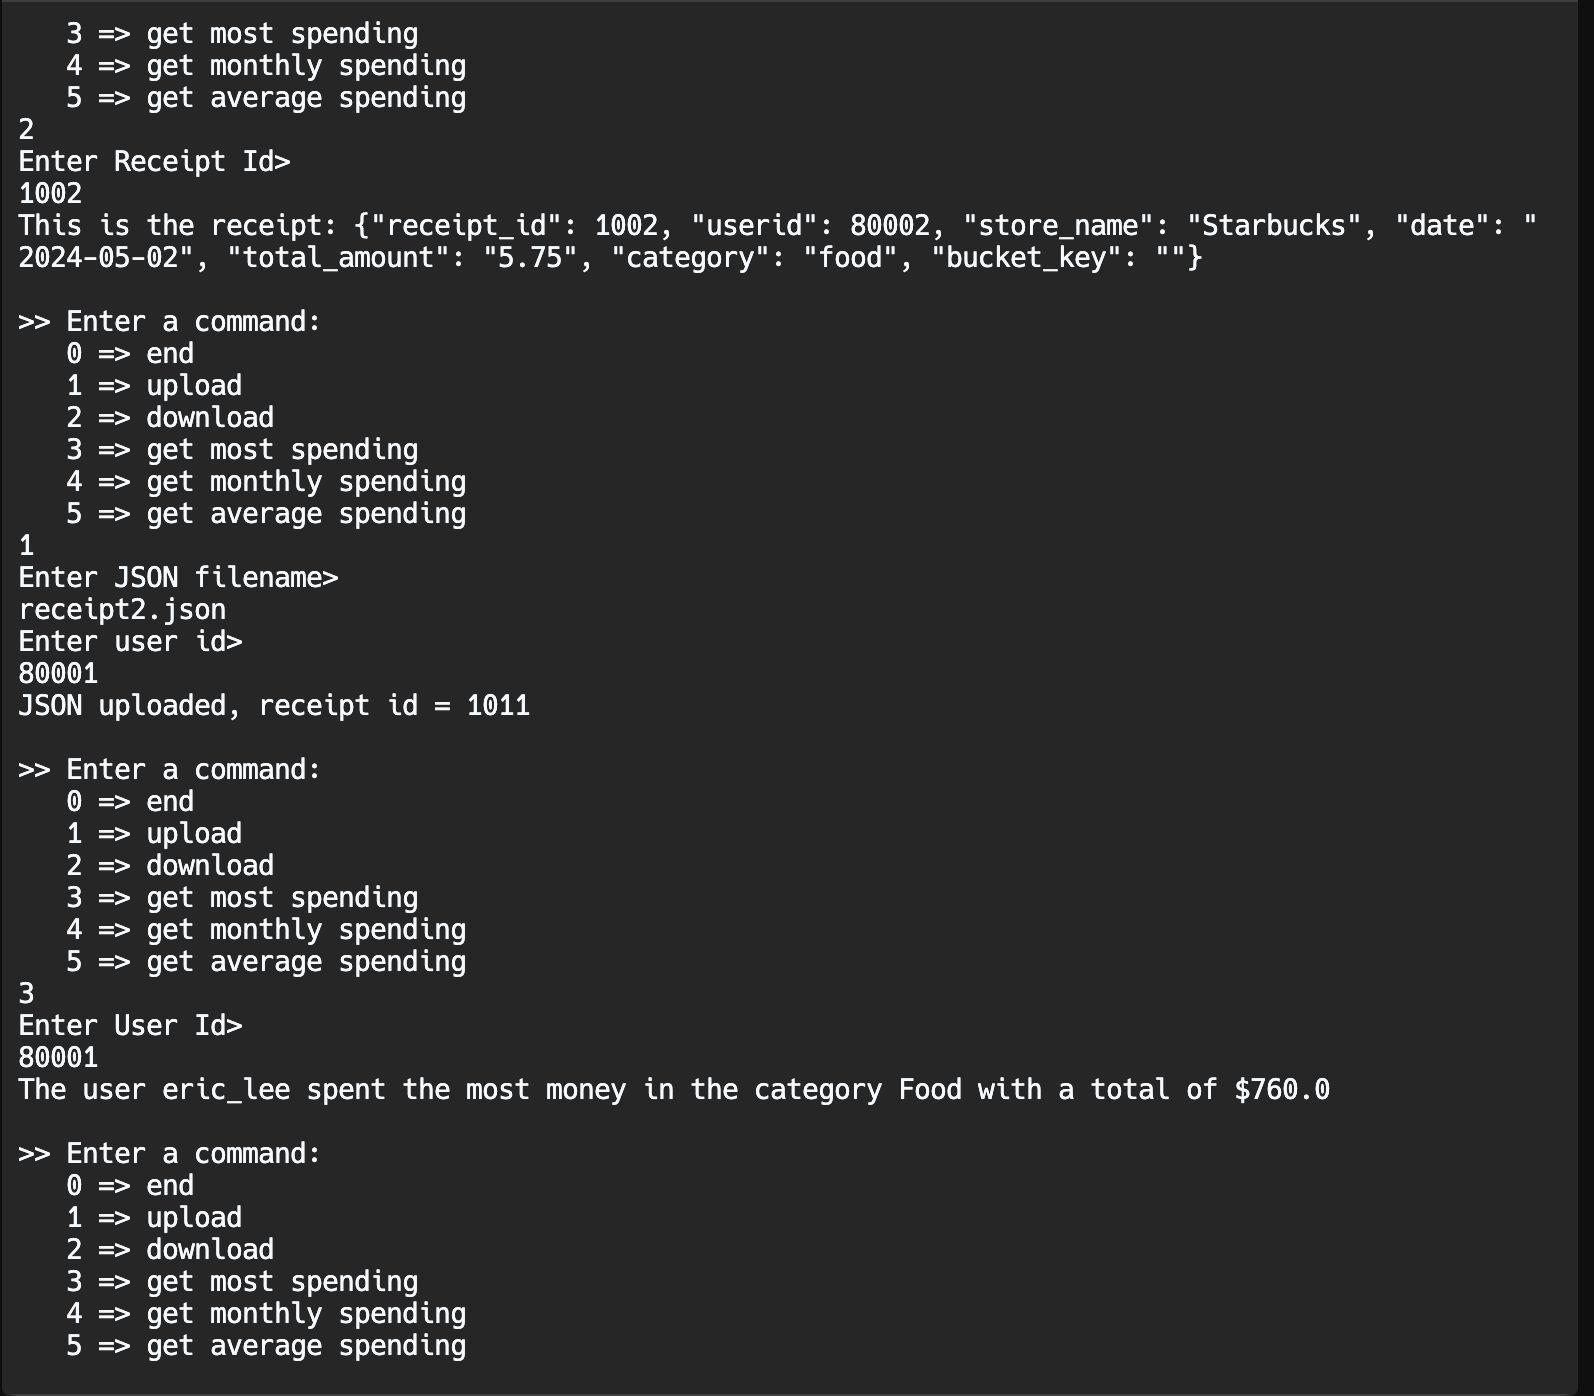 3 => get most spending
   4 => get monthly spending
   5 => get average spending
2
Enter Receipt Id>
1002
This is the receipt: {"receipt_id": 1002, "userid": 80002, "store_name": "Starbucks", "date": "
2024-05-02", "total_amount": "5.75", "category": "food", "bucket_key": ""}

>> Enter a command:
   0 => end
   1 => upload
   2 => download
   3 => get most spending
   4 => get monthly spending
   5 => get average spending
1
Enter JSON filename>
receipt2.json
Enter user id>
80001
JSON uploaded, receipt id = 1011

>> Enter a command:
   0 => end
   1 => upload
   2 => download
   3 => get most spending
   4 => get monthly spending
   5 => get average spending
3
Enter User Id>
80001
The user eric_lee spent the most money in the category Food with a total of $760.0

>> Enter a command:
   0 => end
   1 => upload
   2 => download
   3 => get most spending
   4 => get monthly spending
   5 => get average spending